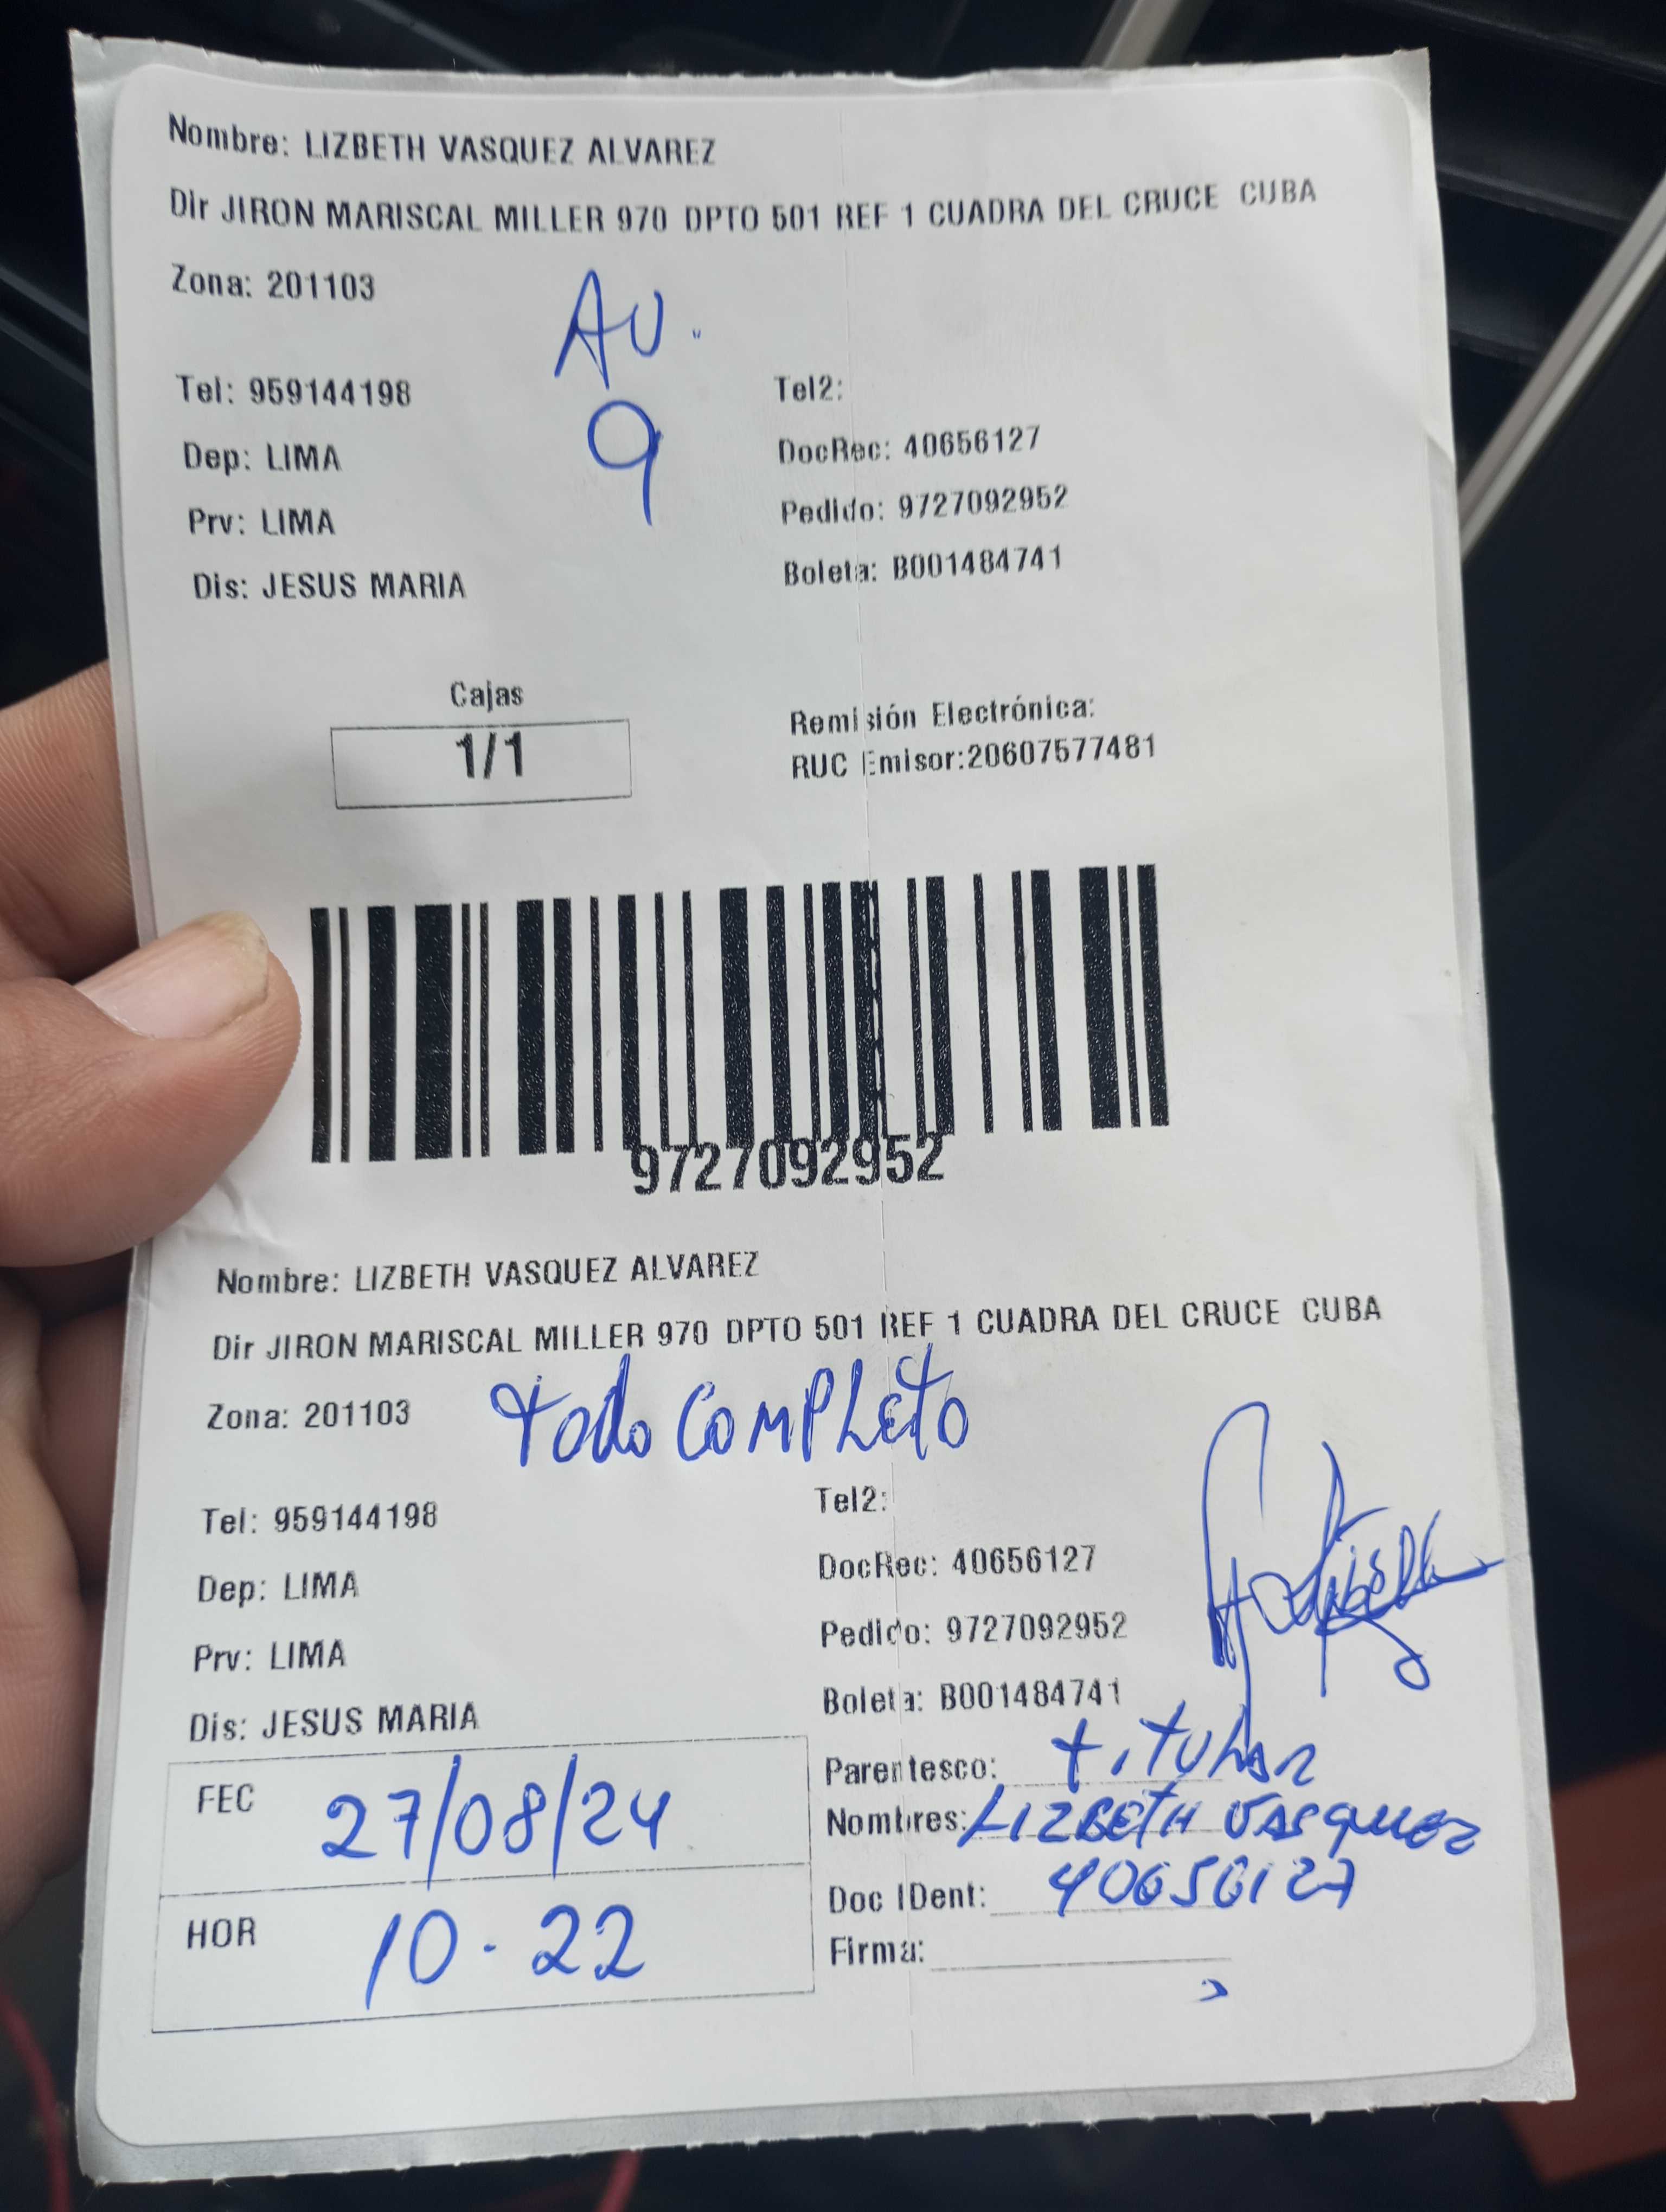 Nombre: LIZBETH VASQUEZ ALVAREZ
Dir JIRON MARISCAL MILLER 970 DPTO 501 REF 1 CUADRA DEL CRUCE CUBA
Zona: 201103
AV.
9
Tel: 959144198
Tel2:
Dep: LIMA
DocRec: 40656127
Prv: LIMA
Pedido: 9727092952
Dis: JESUS MARIA
Boleta: B001484741
Cajas
1/1
Remisión Electrónica:
RUC Emisor:20607577481
9727092952
Nombre: LIZBETH VASQUEZ ALVAREZ
Dir JIRON MARISCAL MILLER 970 DPTO 501 REF 1 CUADRA DEL CRUCE CUBA
Zona: 201103
todo COMPLeto
Tel: 959144198
Tel2:
Dep: LIMA
DocRec: 40656127
Prv: LIMA
Pedido: 9727092952
Dis: JESUS MARIA
Boleta: B001484741
FEC 27/08/24
Parentesco: titular
Nombres: LIZBETH VASQUEZ
HOR 10.22
Doc IDent: 40656127
Firma: